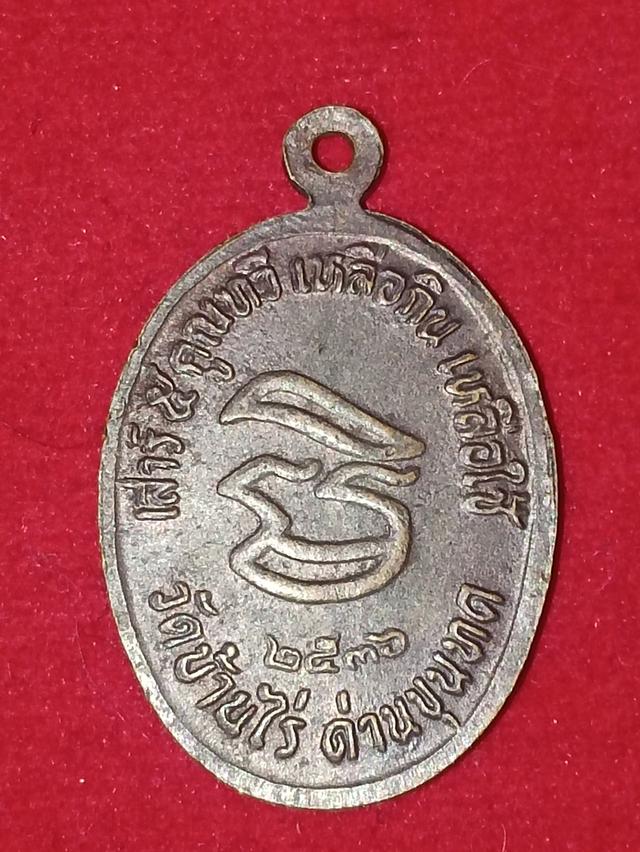 เสาร์ ๕ คูณทวี เหลือกิน เหลือใช้
๒๕๓๖
วัดบ้านไร่ ด่านขุนทด